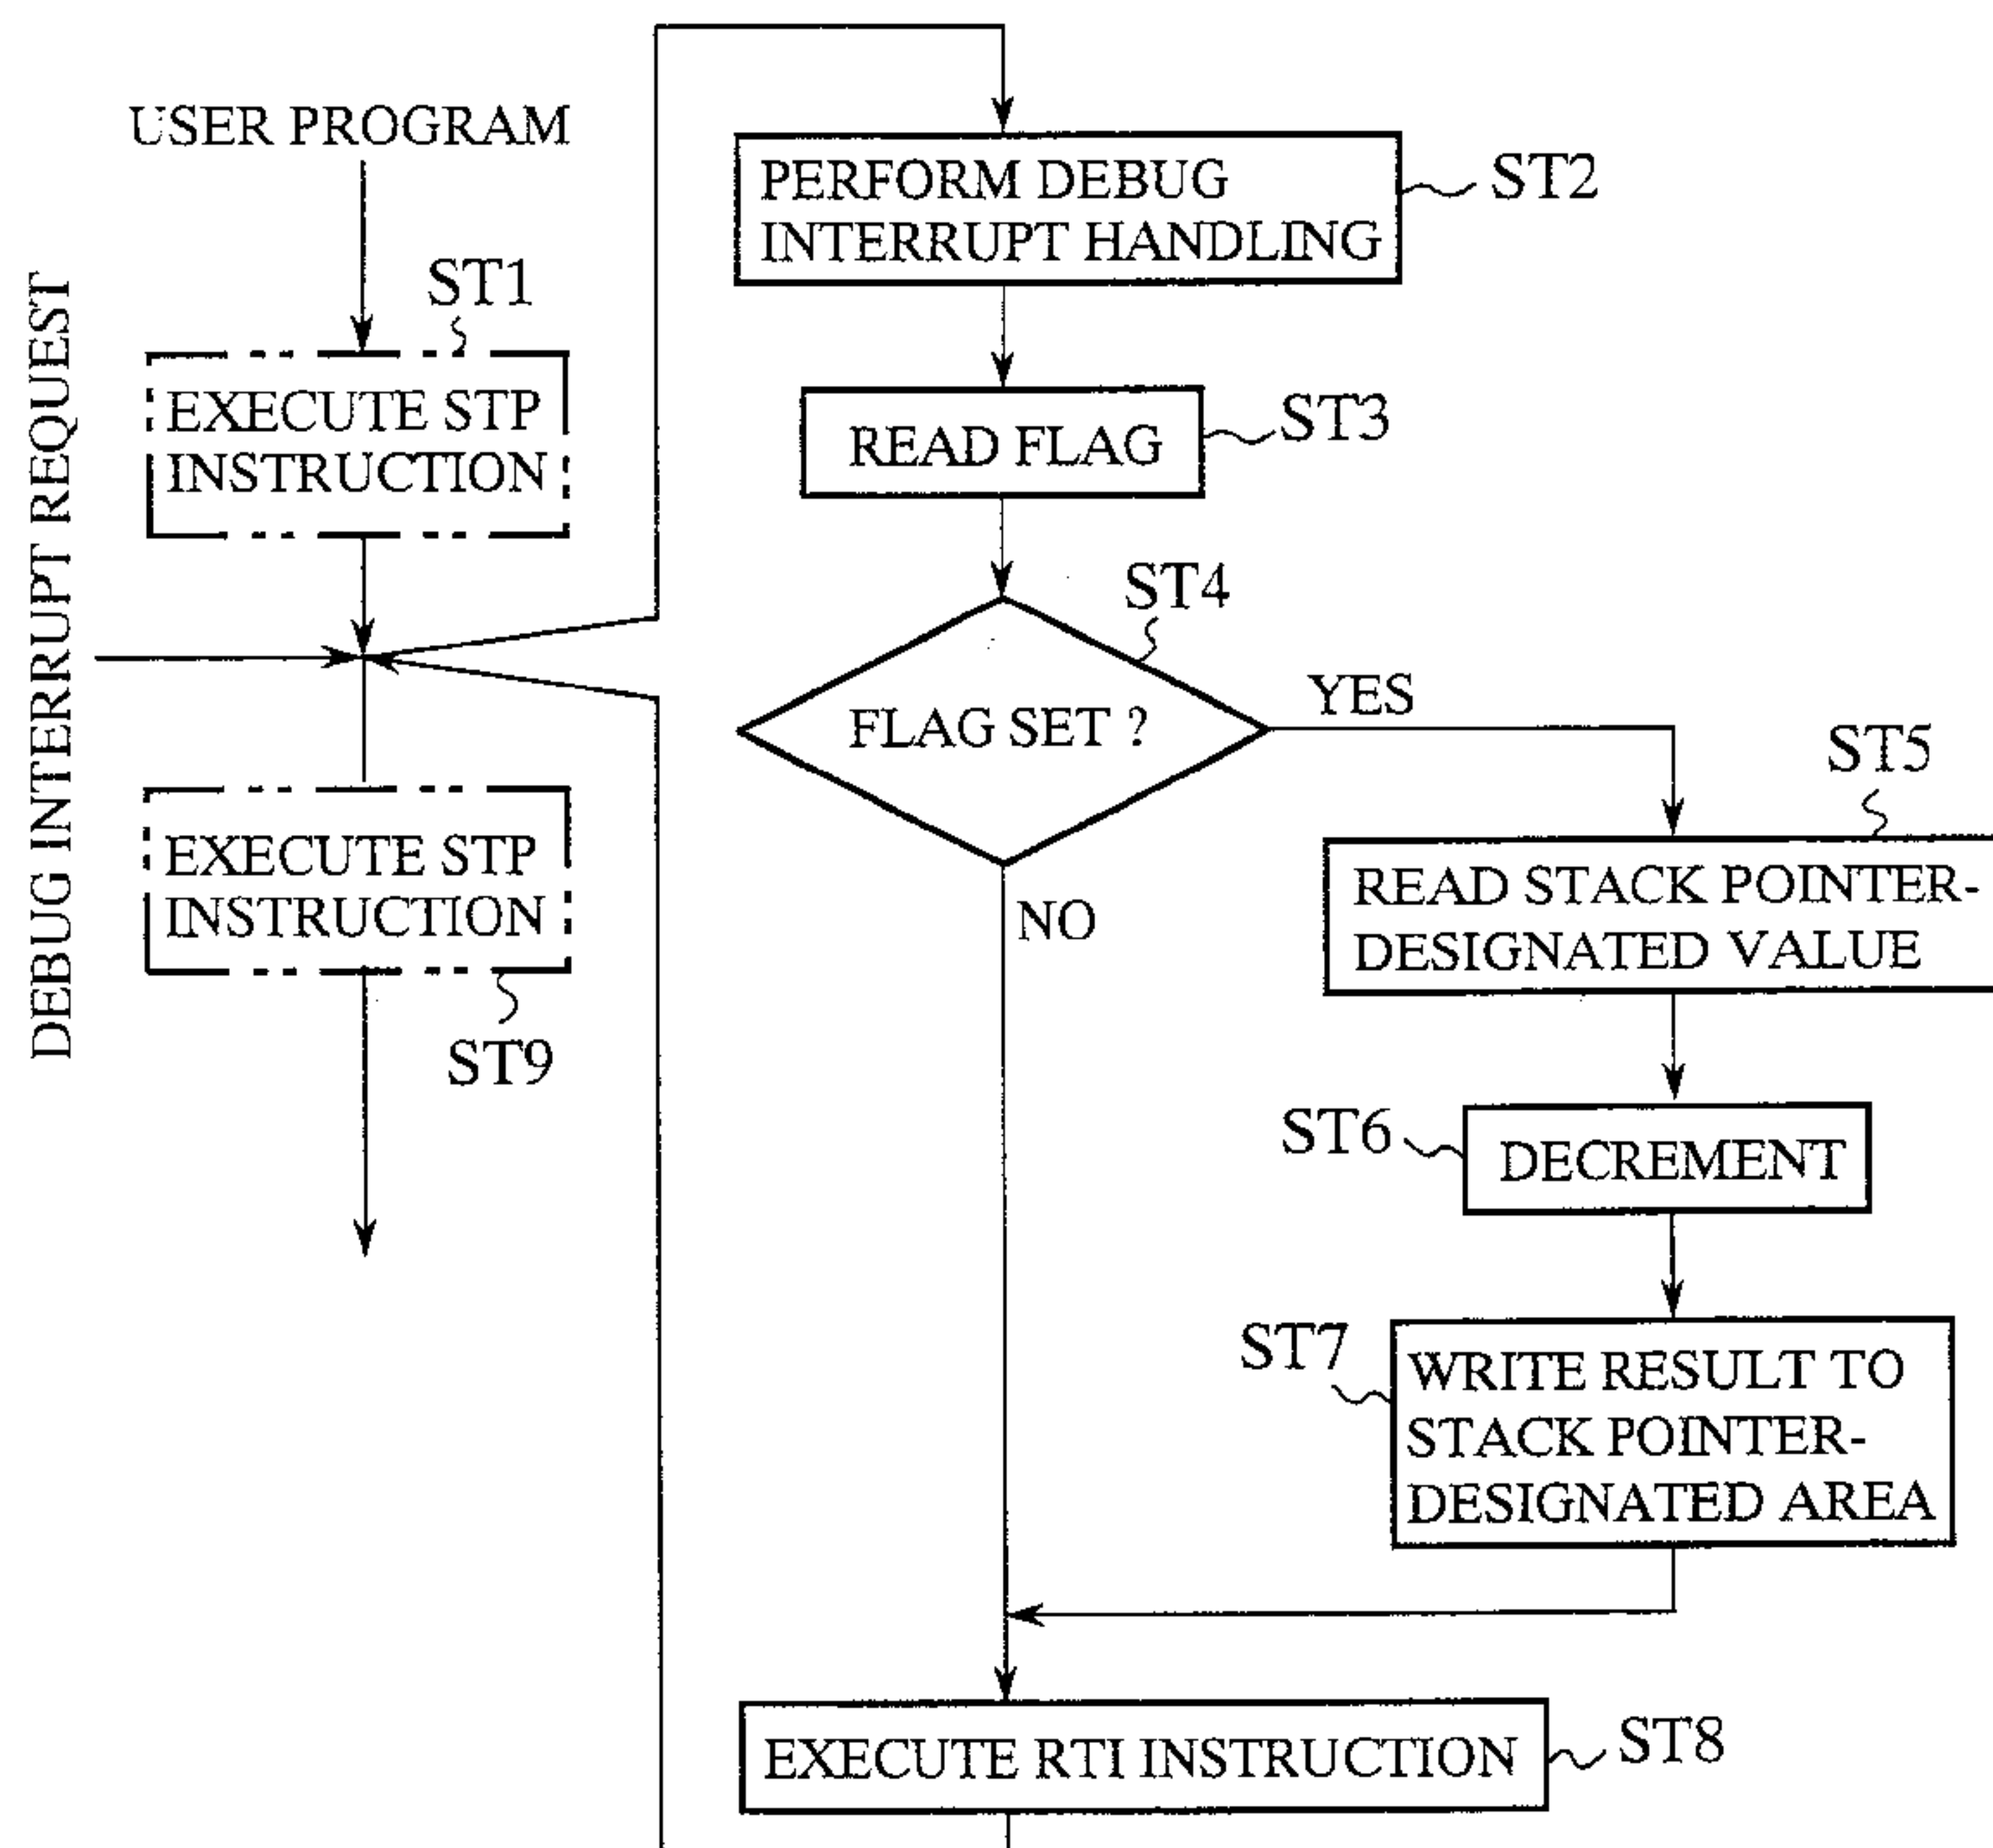 USER PROGRAM
DEBUG INTERRUPT REQUEST
ST1
EXECUTE STP
INSTRUCTION
EXECUTE STP
INSTRUCTION
ST9
PERFORM DEBUG
INTERRUPT HANDLING
ST2
READ FLAG
ST3
ST4
FLAG SET ?
YES
NO
ST5
READ STACK POINTER-
DESIGNATED VALUE
ST6
DECREMENT
ST7
WRITE RESULT TO
STACK POINTER-
DESIGNATED AREA
EXECUTE RTI INSTRUCTION
ST8